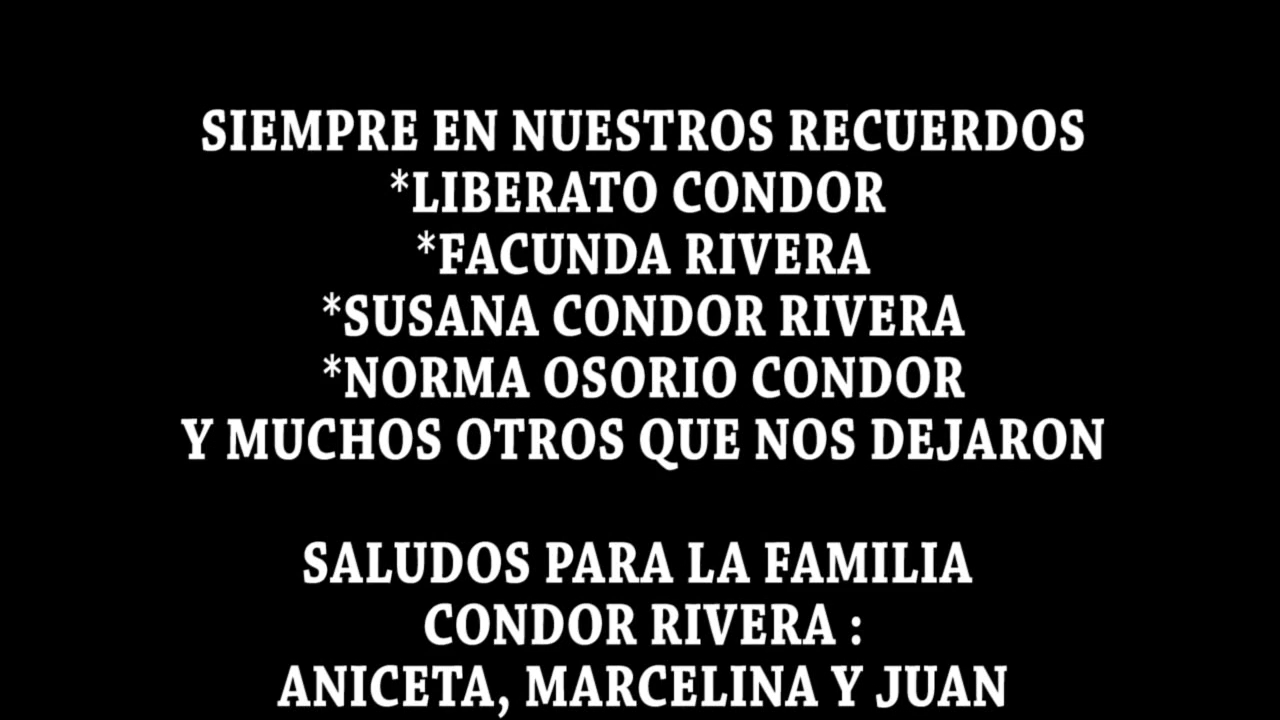 SIEMPRE EN NUESTROS RECUERDOS
*LIBERATO CONDOR
*FACUNDA RIVERA
*SUSANA CONDOR RIVERA
*NORMA OSORIO CONDOR
Y MUCHOS OTROS QUE NOS DEJARON
SALUDOS PARA LA FAMILIA
CONDOR RIVERA :
ANICETA, MARCELINA Y JUAN